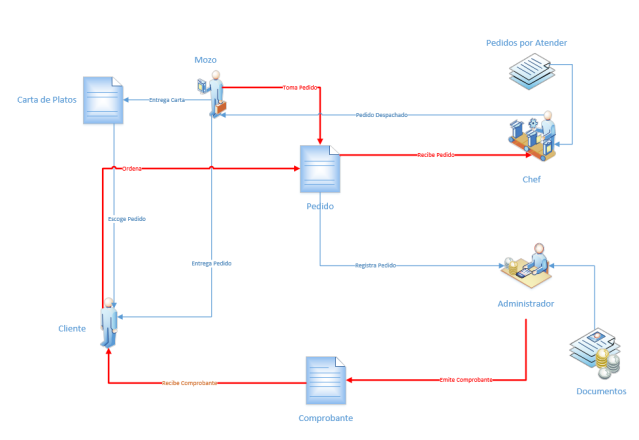 Pedidos por Atender
Mozo
Toma Pedido
Carta de Platos
Entrega Carta
Pedido Despachado
Recibe Pedido
Ordena
Chef
Pedido
Escoge Pedido
Entrega Pedido
Registra Pedido
Administrador
Cliente
Recibe Comprobante
Emite Comprobante
Documentos
Comprobante